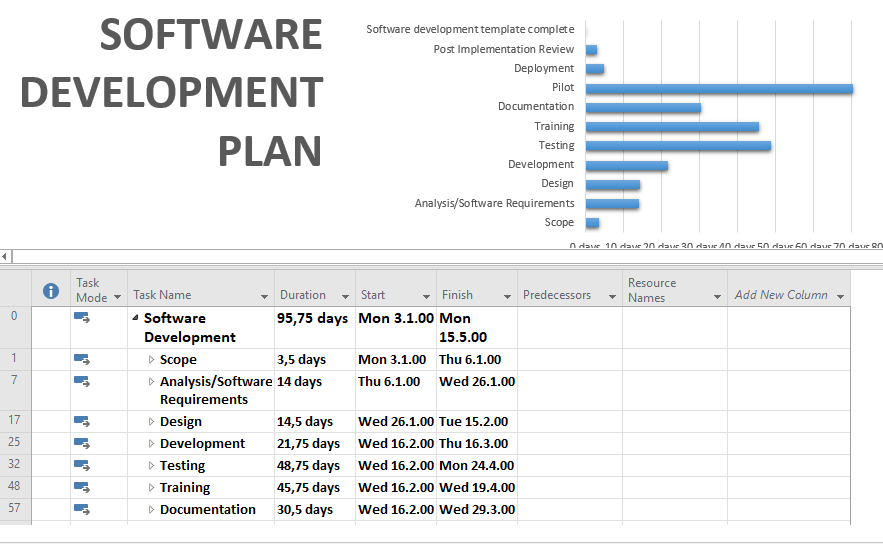 SOFTWARE
DEVELOPMENT
PLAN
Software development template complete
Post Implementation Review
Deployment
Pilot
Documentation
Training
Testing
Development
Design
Analysis/Software Requirements
Scope
0 days 10 days 20 days 30 days 40 days 50 days 60 days 70 days 80
Task Mode Task Name Duration Start Finish Predecessors Resource Names Add New Column
0 Software Development 95,75 days Mon 3.1.00 Mon 15.5.00
1 Scope 3,5 days Mon 3.1.00 Thu 6.1.00
7 Analysis/Software Requirements 14 days Thu 6.1.00 Wed 26.1.00
17 Design 14,5 days Wed 26.1.00 Tue 15.2.00
25 Development 21,75 days Wed 16.2.00 Thu 16.3.00
32 Testing 48,75 days Wed 16.2.00 Mon 24.4.00
48 Training 45,75 days Wed 16.2.00 Wed 19.4.00
57 Documentation 30,5 days Wed 16.2.00 Wed 29.3.00